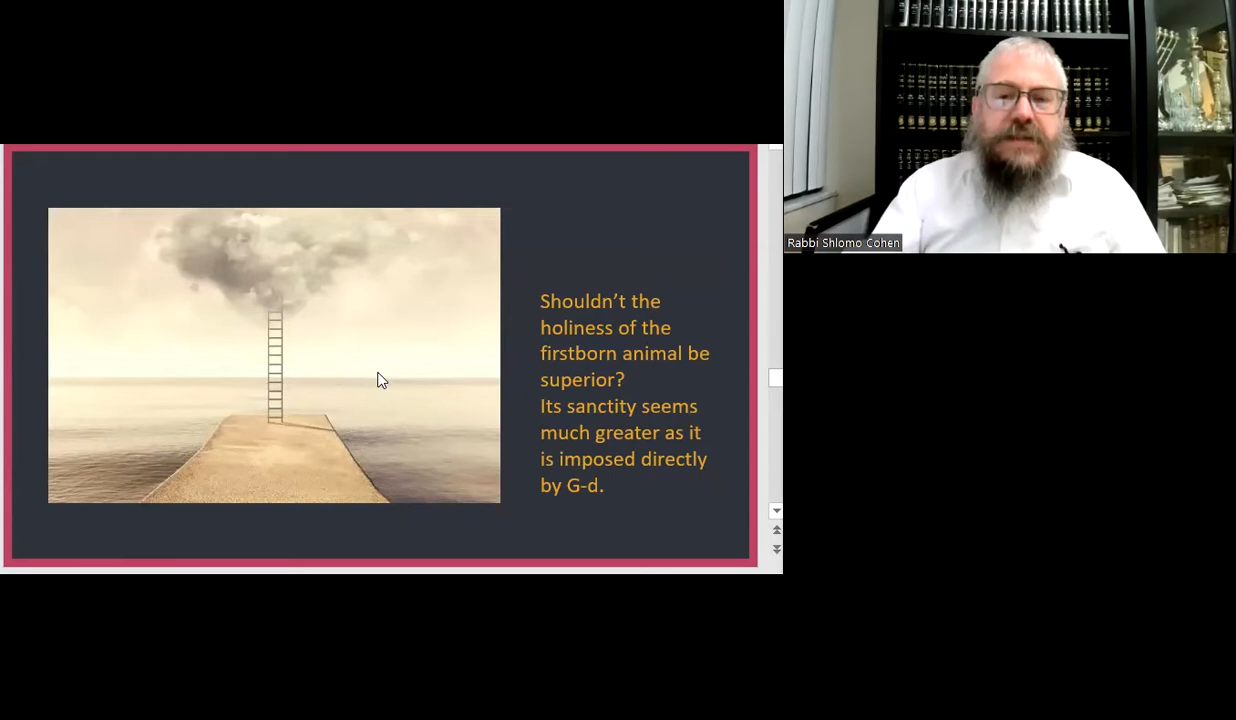 Shouldn't the
holiness of the
firstborn animal be
superior?
Its sanctity seems
much greater as it
is imposed directly
by G-d.
Rabbi Shlomo Cohen